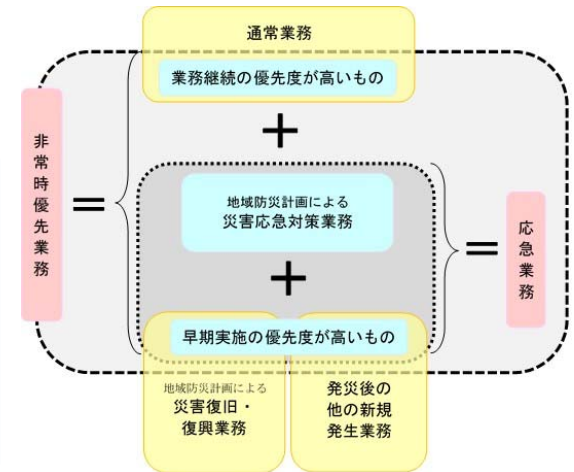 通常業務
業務継続の優先度が高いもの
+
非常時優先業務
=
地域防災計画による
災害応急対策業務
=
応急業務
+
早期実施の優先度が高いもの
地域防災計画による
災害復旧・
復興業務
発災後の
他の新規
発生業務